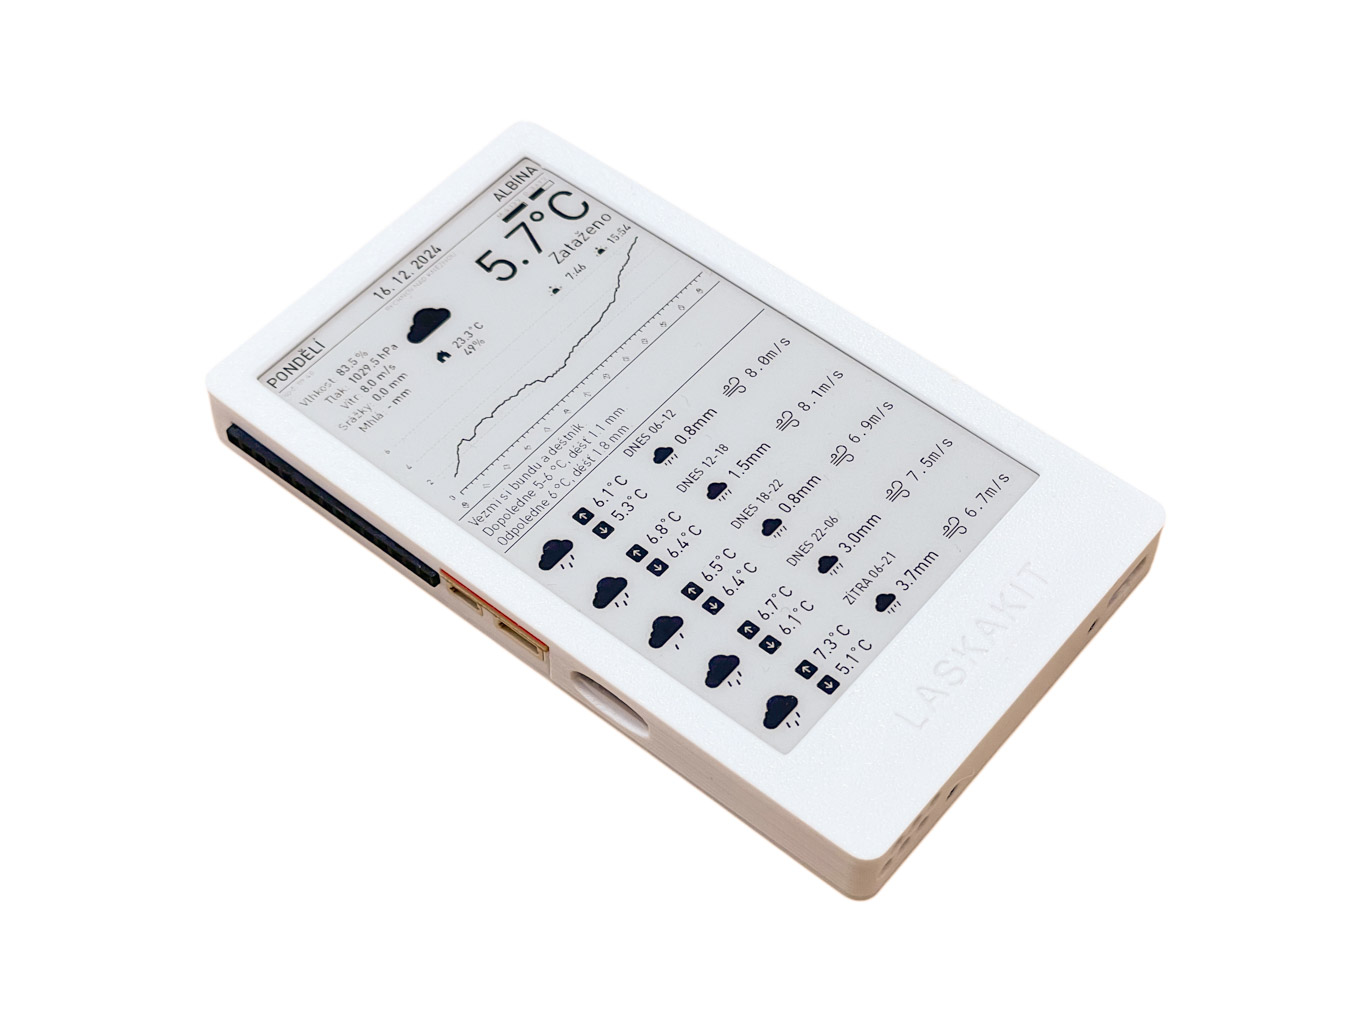 PONDĚLÍ 16. 12. 2024 ALBÍNA
5.7°C
Zataženo
7:46 15:54
Vlhkost 83.5 %
Tlak 1029.5 hPa
Vítr 8.0 m/s
Srážky 0.0 mm
Mhla - mm
23.3°C
49%
6
4
2
Vezmi si bundu a deštník
Dopoledne 5-6 °C, déšť 1.1 mm
Odpoledne 6 °C, déšť 1.8 mm
DNES 06-12
6.1°C 0.8mm 8.0m/s
5.3°C
DNES 12-18
6.8°C 1.5mm 8.1m/s
6.4°C
DNES 18-22
6.5°C 0.8mm 6.9m/s
6.4°C
DNES 22-06
6.7°C 3.0mm 7.5m/s
6.1°C
ZÍTRA 06-21
7.3°C 3.7mm 6.7m/s
5.1°C
LASKAKIT